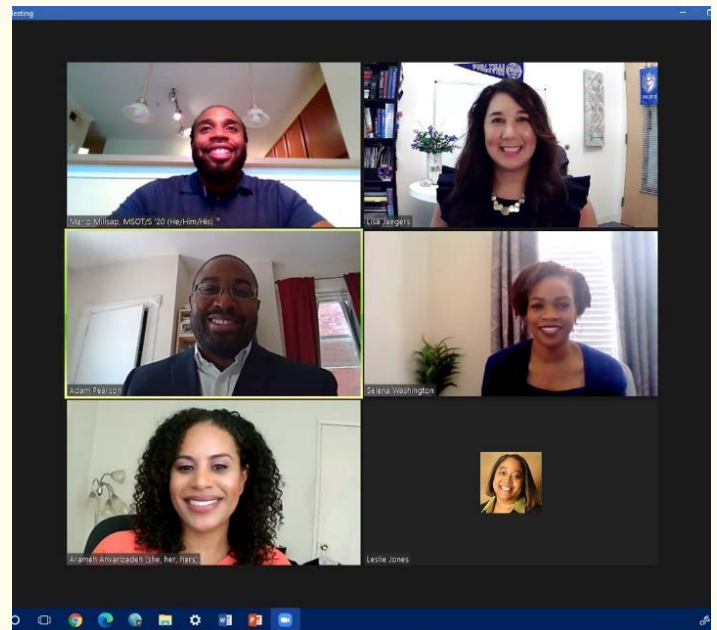 Meeting
Mario Millsap, MSOT/S '20 (He/Him/His)
Lisa Jaegers
Adam Pearson
Selena Washington
Arameh Anvarizadeh (she, her, hers)
Leslie Jones